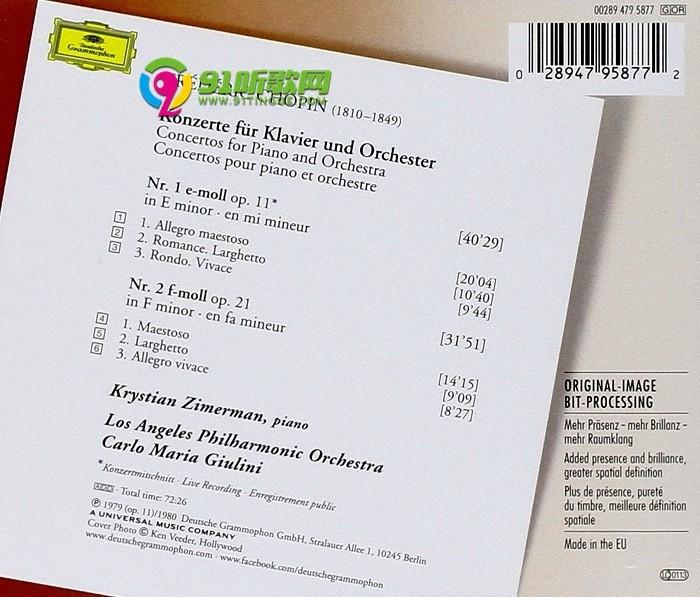 00289 479 5877 GOR
0 28947 95877 2
Deutsche
Grammophon
91听歌网
CHOPIN (1810–1849)
Konzerte für Klavier und Orchester
Concertos for Piano and Orchestra
Concertos pour piano et orchestre
Nr. 1 e-moll op. 11*
in E minor · en mi mineur [40'29]
1 1. Allegro maestoso [20'04]
2 2. Romance. Larghetto [10'40]
3 3. Rondo. Vivace [9'44]
Nr. 2 f-moll op. 21
in F minor · en fa mineur [31'51]
4 1. Maestoso [14'15]
5 2. Larghetto [9'09]
6 3. Allegro vivace [8'27]
Krystian Zimerman, piano
Los Angeles Philharmonic Orchestra
Carlo Maria Giulini
*Konzertmitschnitt · Live Recording · Enregistrement public
ADD · Total time: 72:26
℗ 1979 (op. 11)/1980 Deutsche Grammophon GmbH, Stralauer Allee 1, 10245 Berlin
A UNIVERSAL MUSIC COMPANY
Cover Photo © Ken Veeder, Hollywood
www.deutschegrammophon.com · www.facebook.com/deutschegrammophon
ORIGINAL-IMAGE
BIT-PROCESSING
Mehr Präsenz – mehr Brillanz –
mehr Raumklang
Added presence and brilliance,
greater spatial definition
Plus de présence, pureté
du timbre, meilleure définition
spatiale
Made in the EU
LC 0113